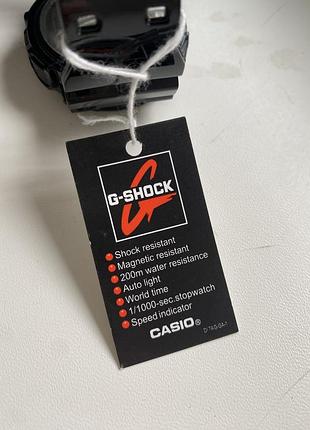 G-SHOCK
Shock resistant
Magnetic resistant
200m water resistance
Auto light
World time
1/1000-sec.stopwatch
Speed indicator
CASIO®